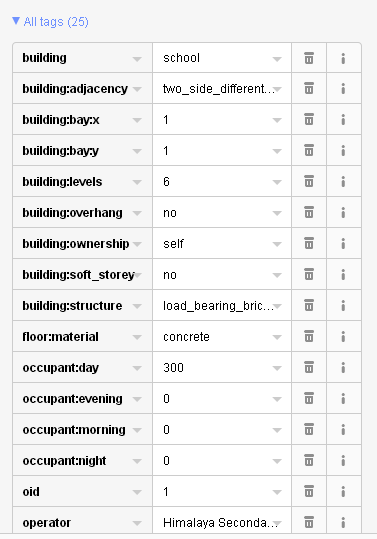 All tags (25)
building school
building:adjacency two_side_different...
building:bay:x 1
building:bay:y 1
building:levels 6
building:overhang no
building:ownership self
building:soft_storey no
building:structure load_bearing_bric...
floor:material concrete
occupant:day 300
occupant:evening 0
occupant:morning 0
occupant:night 0
oid 1
operator Himalaya Seconda...